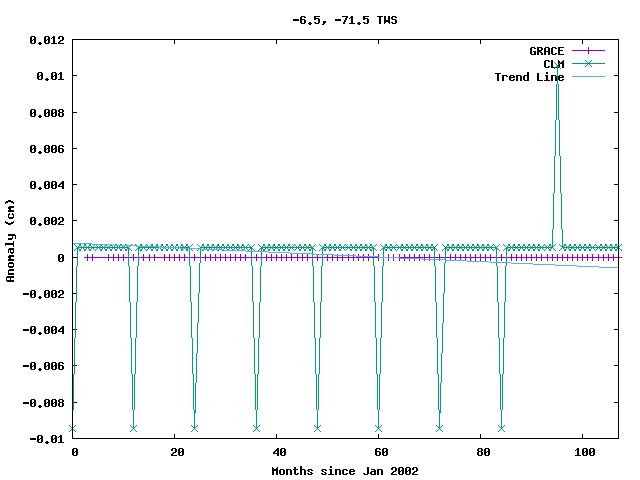 -6.5, -71.5 TWS
GRACE
CLM
Trend Line
0.012
0.01
0.008
0.006
0.004
0.002
0
-0.002
-0.004
-0.006
-0.008
-0.01
Anomaly (cm)
0 20 40 60 80 100
Months since Jan 2002